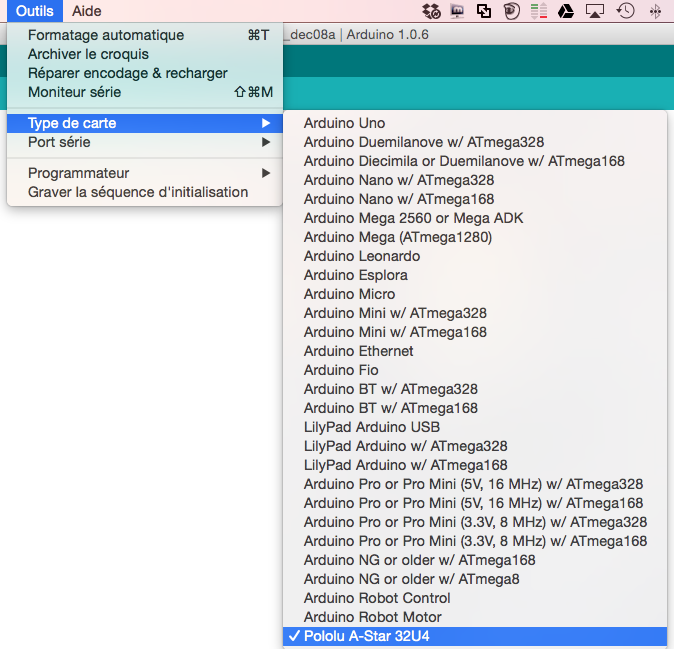 Outils Aide
_dec08a | Arduino 1.0.6
Formatage automatique ⌘T
Archiver le croquis
Réparer encodage & recharger
Moniteur série ⇧⌘M
Type de carte ▶
Port série ▶
Programmateur ▶
Graver la séquence d'initialisation
Arduino Uno
Arduino Duemilanove w/ ATmega328
Arduino Diecimila or Duemilanove w/ ATmega168
Arduino Nano w/ ATmega328
Arduino Nano w/ ATmega168
Arduino Mega 2560 or Mega ADK
Arduino Mega (ATmega1280)
Arduino Leonardo
Arduino Esplora
Arduino Micro
Arduino Mini w/ ATmega328
Arduino Mini w/ ATmega168
Arduino Ethernet
Arduino Fio
Arduino BT w/ ATmega328
Arduino BT w/ ATmega168
LilyPad Arduino USB
LilyPad Arduino w/ ATmega328
LilyPad Arduino w/ ATmega168
Arduino Pro or Pro Mini (5V, 16 MHz) w/ ATmega328
Arduino Pro or Pro Mini (5V, 16 MHz) w/ ATmega168
Arduino Pro or Pro Mini (3.3V, 8 MHz) w/ ATmega328
Arduino Pro or Pro Mini (3.3V, 8 MHz) w/ ATmega168
Arduino NG or older w/ ATmega168
Arduino NG or older w/ ATmega8
Arduino Robot Control
Arduino Robot Motor
✓ Pololu A-Star 32U4